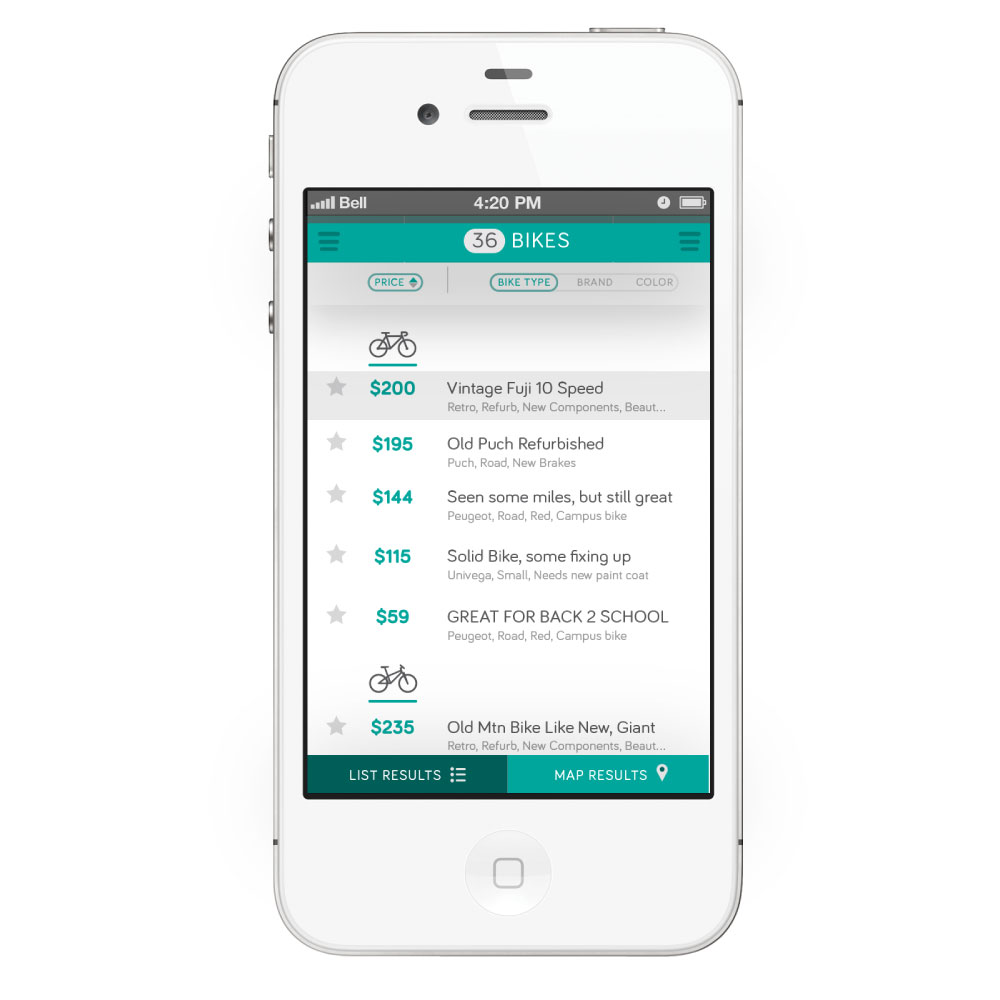 Bell 4:20 PM
36 BIKES
PRICE BIKE TYPE BRAND COLOR
$200 Vintage Fuji 10 Speed
Retro, Refurb, New Components, Beaut...
$195 Old Puch Refurbished
Puch, Road, New Brakes
$144 Seen some miles, but still great
Peugeot, Road, Red, Campus bike
$115 Solid Bike, some fixing up
Univega, Small, Needs new paint coat
$59 GREAT FOR BACK 2 SCHOOL
Peugeot, Road, Red, Campus bike
$235 Old Mtn Bike Like New, Giant
Retro, Refurb, New Components, Beaut...
LIST RESULTS MAP RESULTS